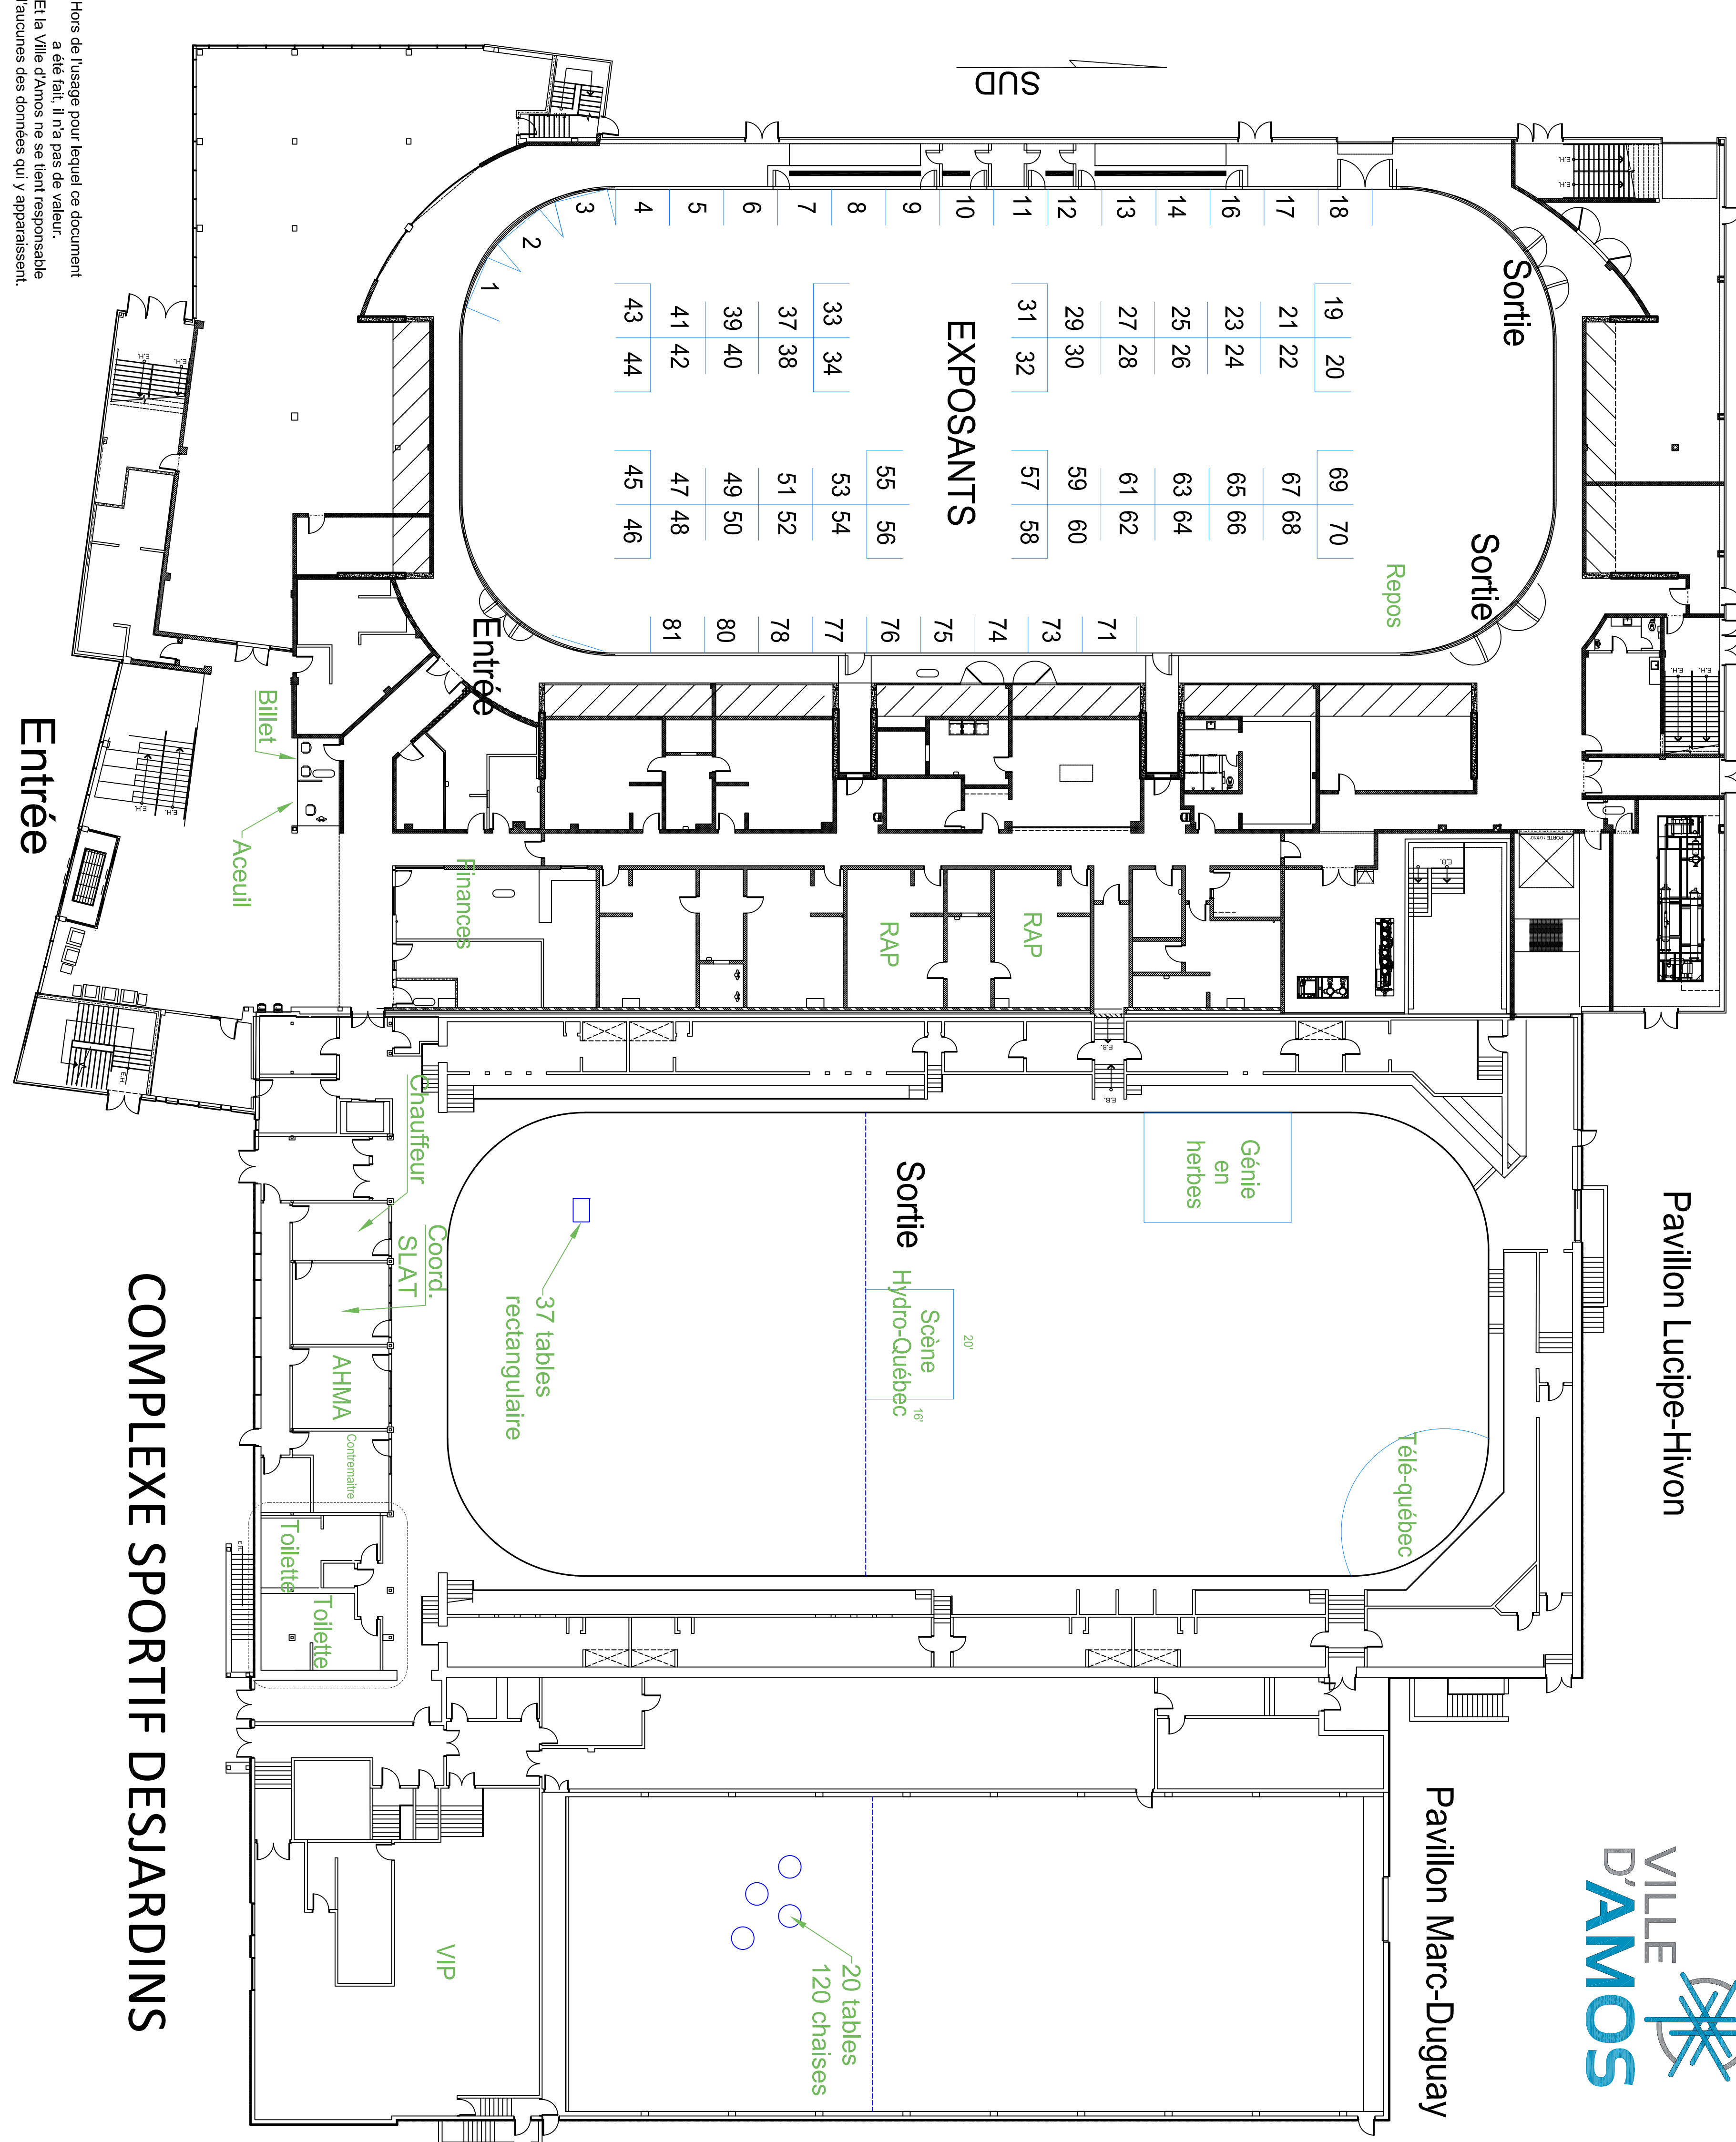 Hors de l'usage pour lequel ce document
a été fait, il n'a pas de valeur.
Et la Ville d'Amos ne se tient responsable
l'aucunes des données qui y apparaissent.
SUD
1
2
3
4
5
6
7
8
9
10
11
12
13
14
16
17
18
19 20
21 22
23 24
25 26
27 28
29 30
31 32
33 34
37 38
39 40
41 42
43 44
EXPOSANTS
45 46
47 48
49 50
51 52
53 54
55 56
57 58
59 60
61 62
63 64
65 66
67 68
69 70
71
73
74
75
76
77
78
80
81
Sortie
Sortie
Repos
Entrée
Entrée
Billet
Aceuil
Finances
RAP
RAP
PORTE 10'x10'
E.H.
E.H.
E.H.
E.H.
E.H.
E.H.
E.H.
E.H.
E.H.
E.B.
E.B.
E.B.
Chauffeur
Coord.
SLAT
AHMA
Contremaitre
Toilette
Toilette
37 tables
rectangulaire
Sortie
Scène
Hydro-Québec
20'
16'
Génie
en
herbes
Télé-québec
Pavillon Lucipe-Hivon
Pavillon Marc-Duguay
VIP
20 tables
120 chaises
COMPLEXE SPORTIF DESJARDINS
VILLE
D'AMOS